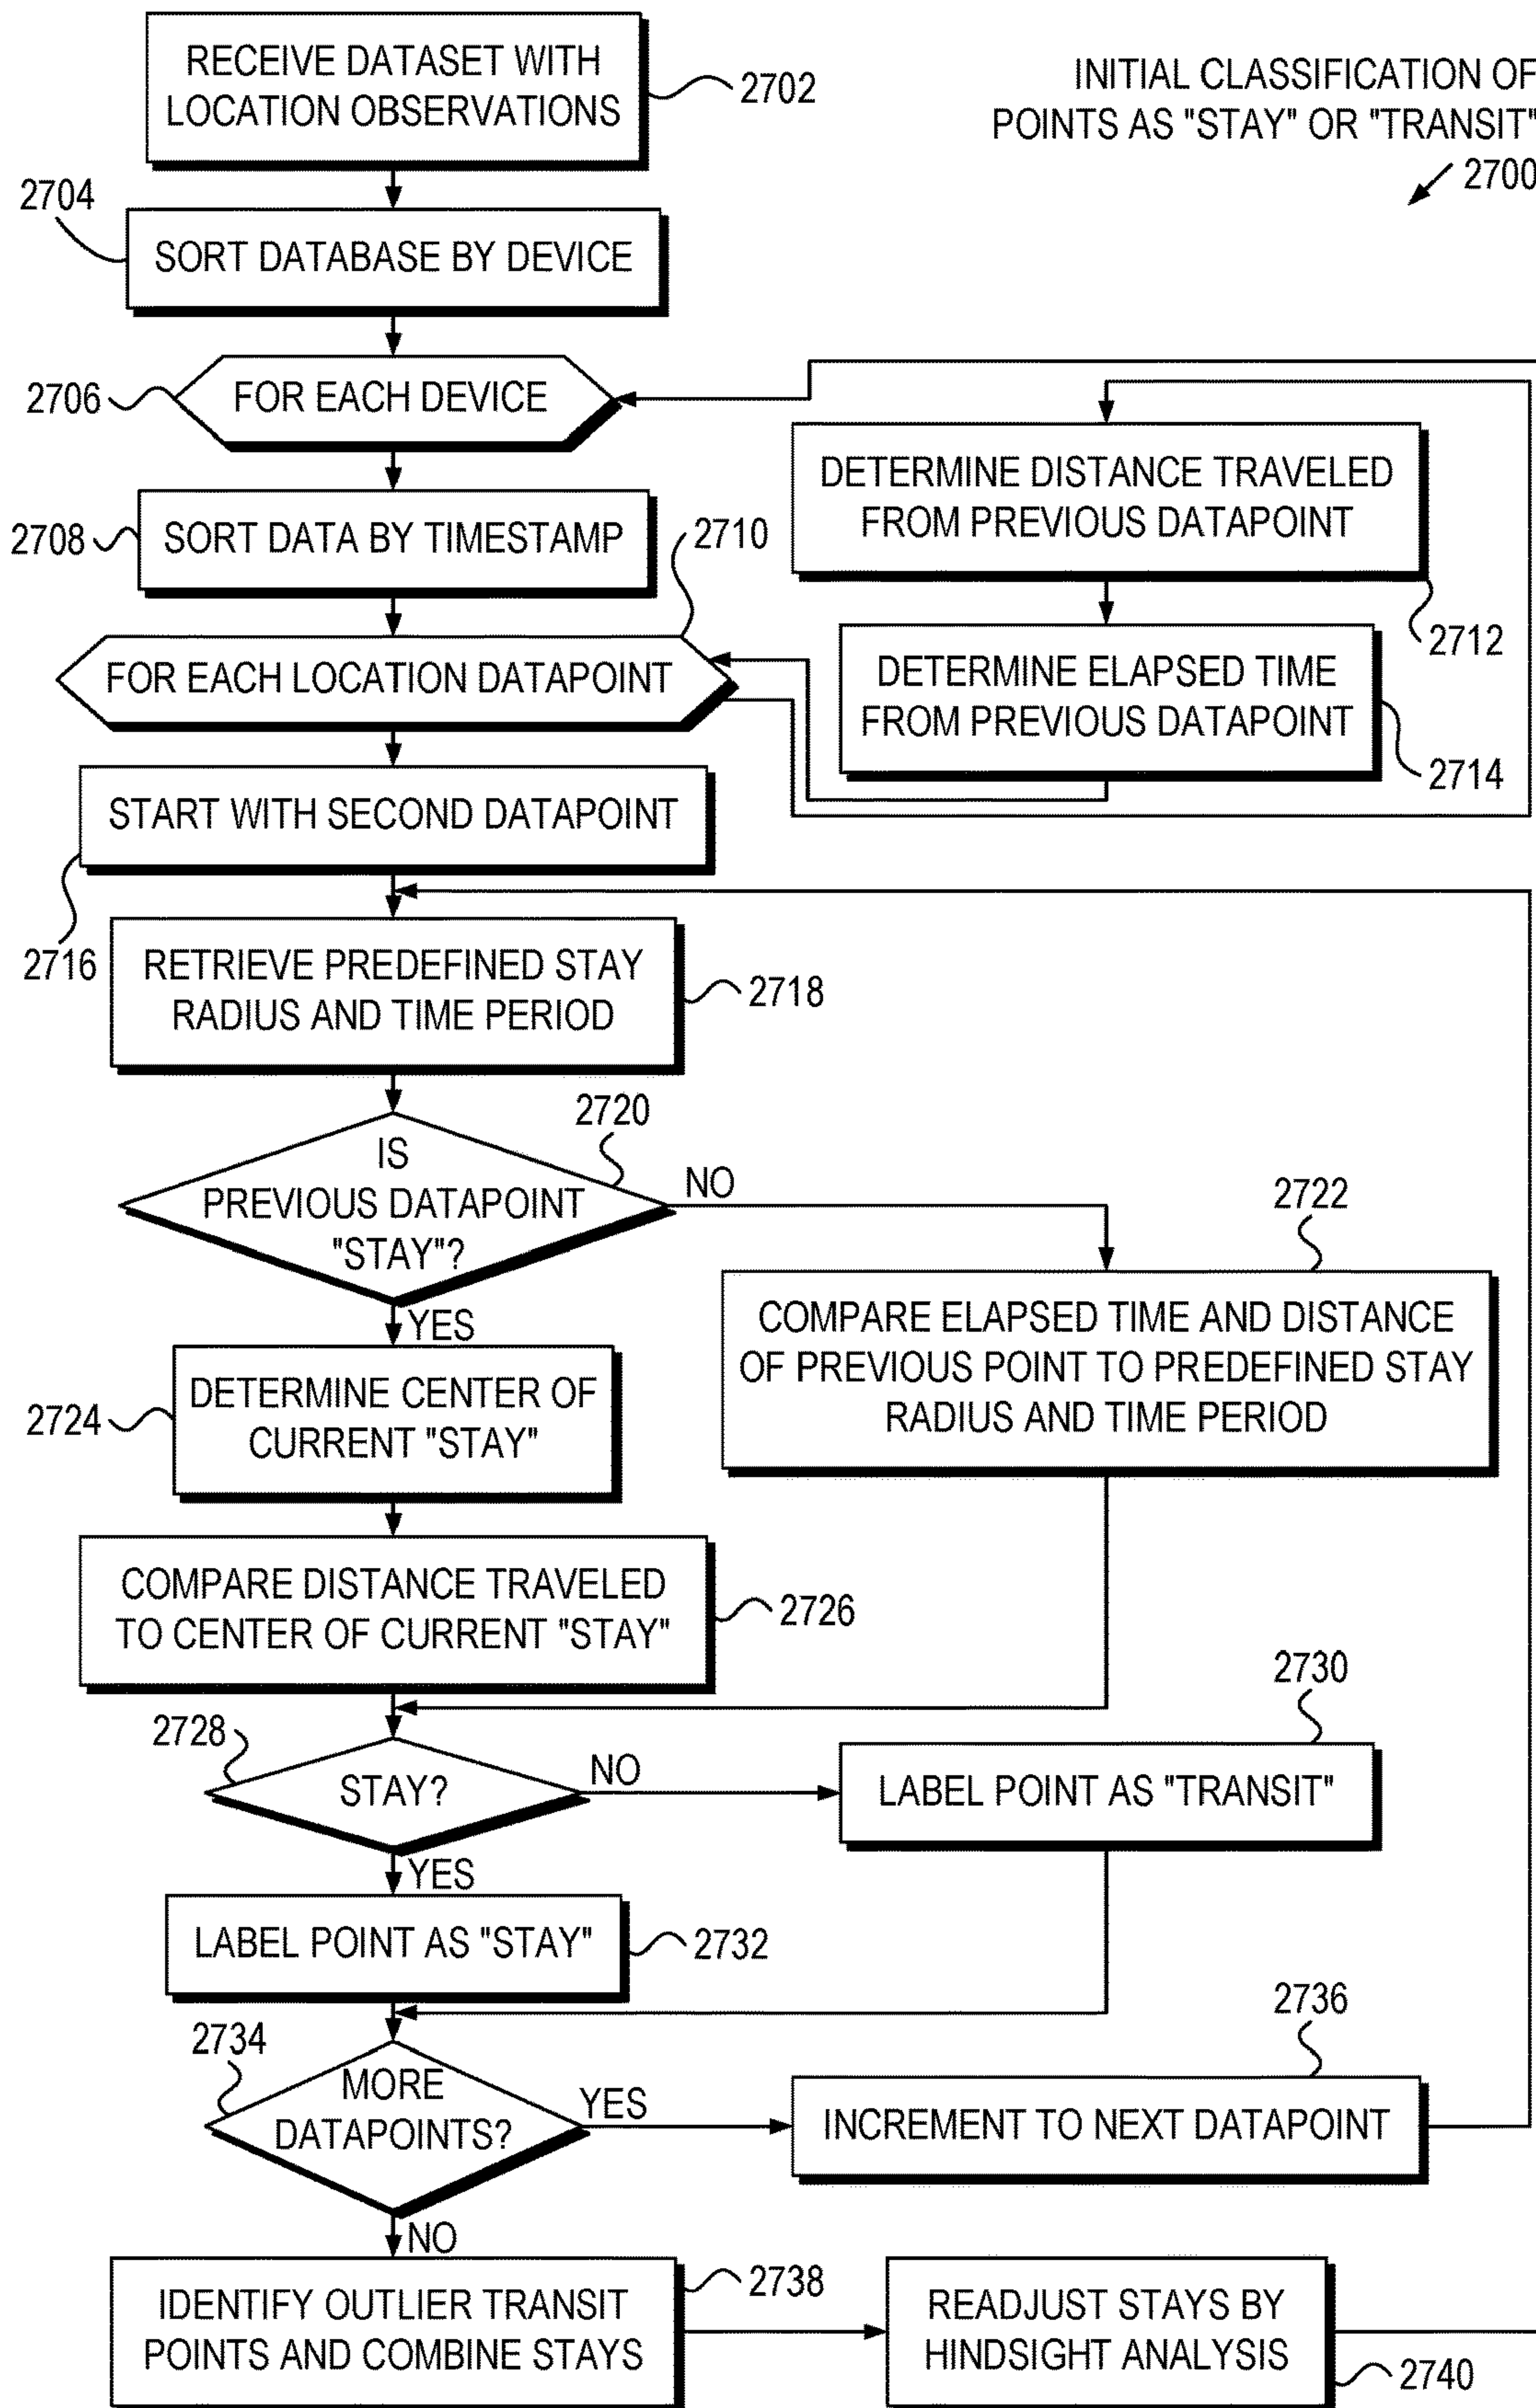 RECEIVE DATASET WITH
LOCATION OBSERVATIONS
2702
INITIAL CLASSIFICATION OF
POINTS AS "STAY" OR "TRANSIT"
2700
2704
SORT DATABASE BY DEVICE
2706
FOR EACH DEVICE
DETERMINE DISTANCE TRAVELED
FROM PREVIOUS DATAPOINT
2712
2708
SORT DATA BY TIMESTAMP
2710
FOR EACH LOCATION DATAPOINT
DETERMINE ELAPSED TIME
FROM PREVIOUS DATAPOINT
2714
START WITH SECOND DATAPOINT
2716
RETRIEVE PREDEFINED STAY
RADIUS AND TIME PERIOD
2718
2720
IS
PREVIOUS DATAPOINT
"STAY"?
NO
YES
2722
COMPARE ELAPSED TIME AND DISTANCE
OF PREVIOUS POINT TO PREDEFINED STAY
RADIUS AND TIME PERIOD
2724
DETERMINE CENTER OF
CURRENT "STAY"
COMPARE DISTANCE TRAVELED
TO CENTER OF CURRENT "STAY"
2726
2728
STAY?
NO
YES
2730
LABEL POINT AS "TRANSIT"
LABEL POINT AS "STAY"
2732
2734
MORE
DATAPOINTS?
YES
NO
2736
INCREMENT TO NEXT DATAPOINT
IDENTIFY OUTLIER TRANSIT
POINTS AND COMBINE STAYS
2738
READJUST STAYS BY
HINDSIGHT ANALYSIS
2740